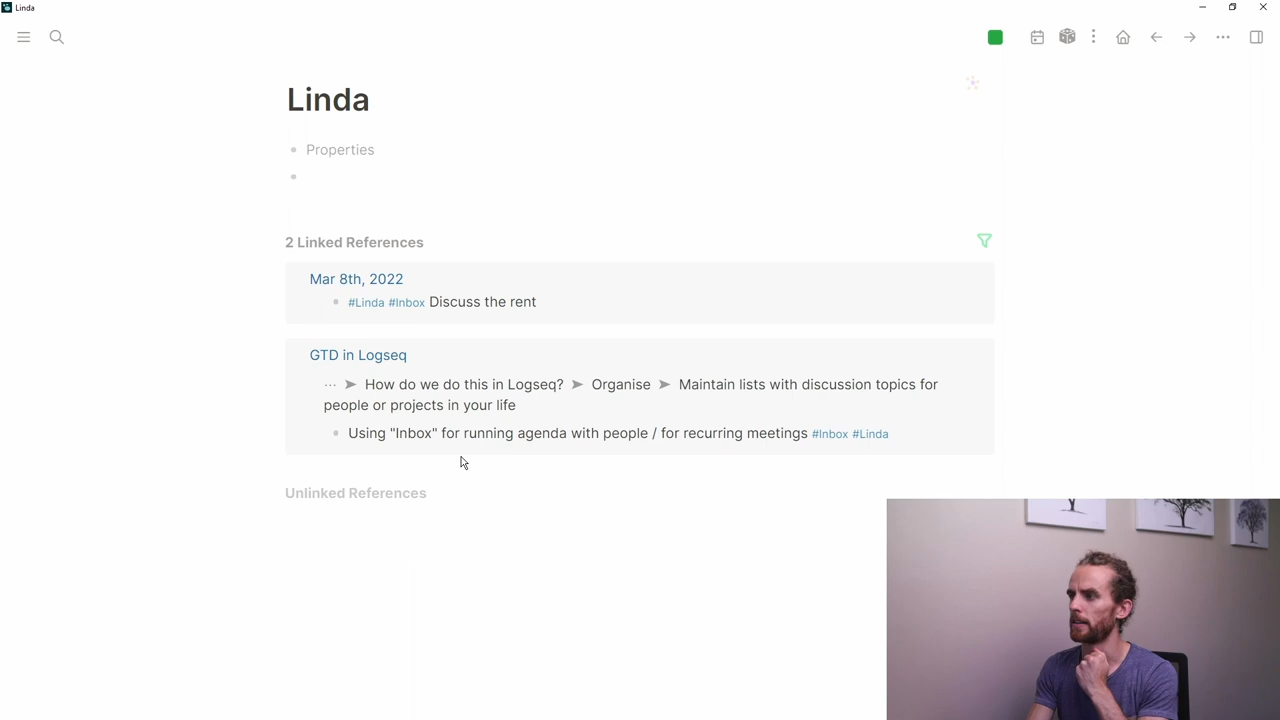 Linda
Linda
Properties
2 Linked References
Mar 8th, 2022
#Linda #Inbox Discuss the rent
GTD in Logseq
··· ➤ How do we do this in Logseq? ➤ Organise ➤ Maintain lists with discussion topics for
people or projects in your life
Using "Inbox" for running agenda with people / for recurring meetings #Inbox #Linda
Unlinked References